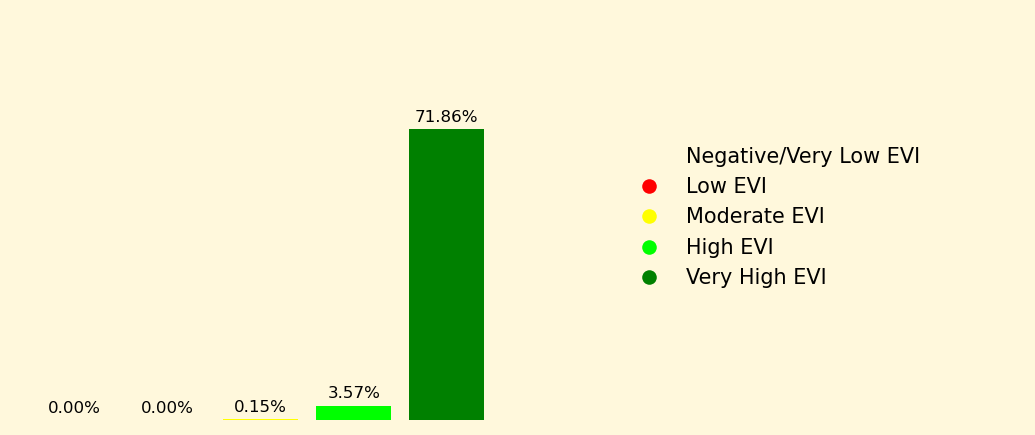 71.86%
3.57%
0.15%
0.00%
0.00%
Negative/Very Low EVI
Low EVI
Moderate EVI
High EVI
Very High EVI